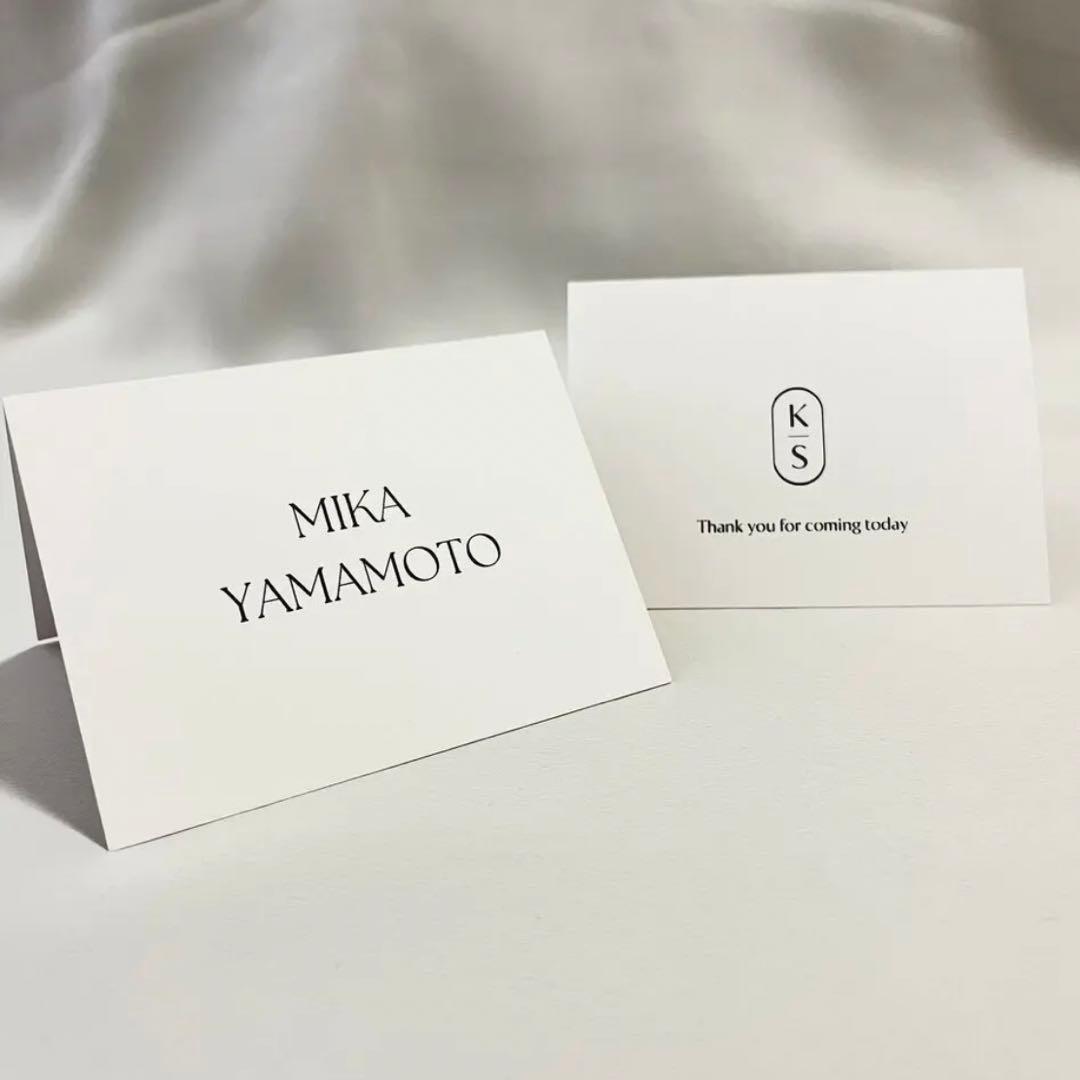 MIKA
YAMAMOTO
K
S
Thank you for coming today